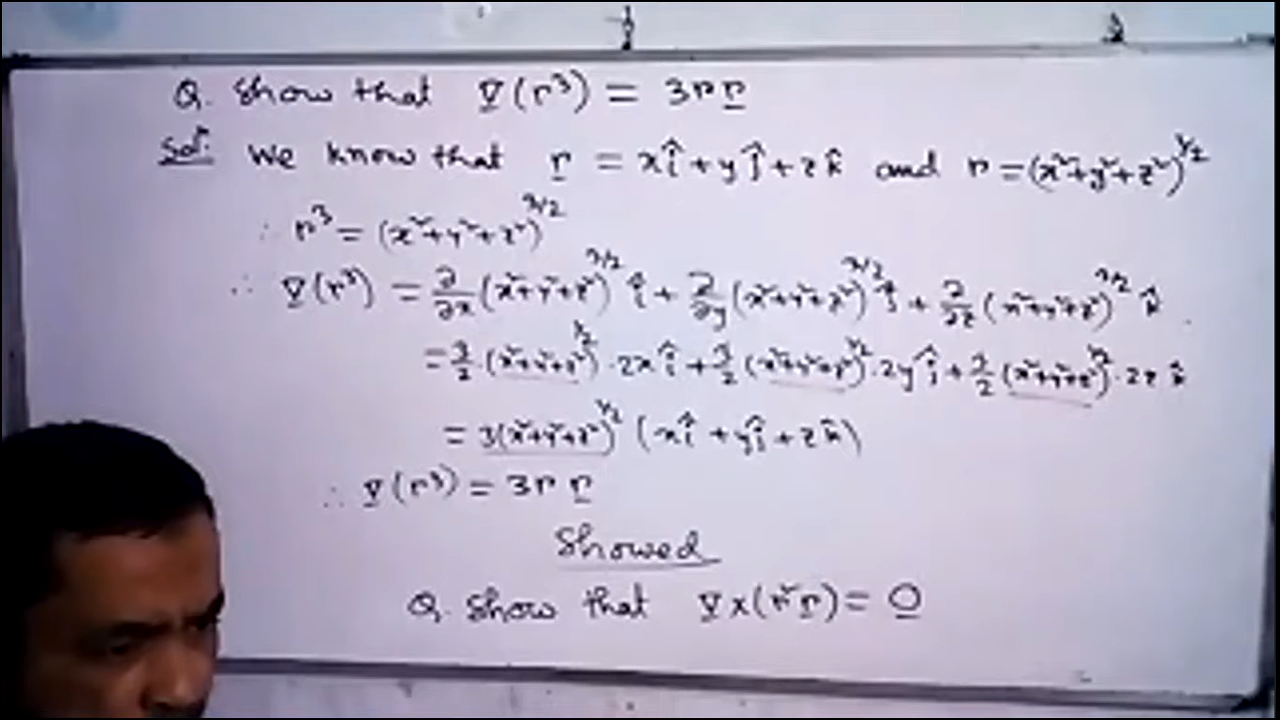 Q. Show that ∇(r³) = 3r r
Solⁿ: We know that r = xî + yĵ + zk̂ and r = (x² + y² + z²)^1/2
∴ r³ = (x² + y² + z²)^3/2
∴ ∇(r³) = ∂/∂x (x² + y² + z²)^3/2 î + ∂/∂y (x² + y² + z²)^3/2 ĵ + ∂/∂z (x² + y² + z²)^3/2 k̂
= 3/2 · (x² + y² + z²)^1/2 · 2x î + 3/2 (x² + y² + z²)^1/2 · 2y ĵ + 3/2 (x² + y² + z²)^1/2 · 2z k̂
= 3(x² + y² + z²)^1/2 (xî + yĵ + zk̂)
∴ ∇(r³) = 3r r
Showed
Q. Show that ∇ × (r² r) = 0